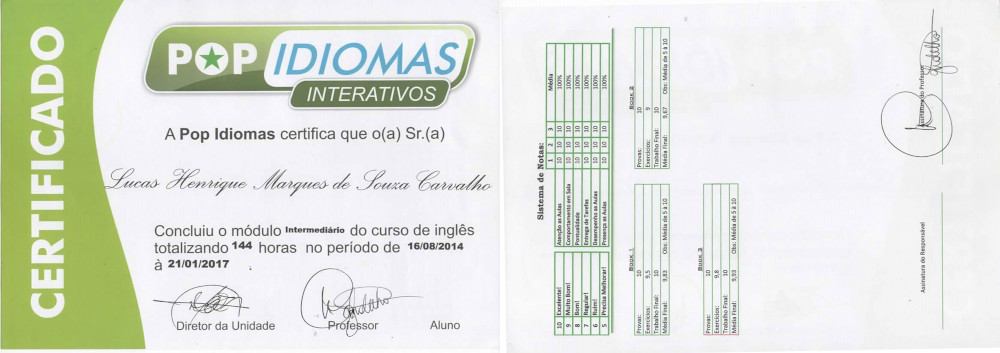 CERTIFICADO
POP IDIOMAS
INTERATIVOS
A Pop Idiomas certifica que o(a) Sr.(a)
Lucas Henrique Marques de Souza Carvalho
Concluiu o módulo Intermediário do curso de inglês
totalizando 144 horas no período de 16/08/2014
à 21/01/2017
Diretor da Unidade Professor Aluno
Sistema de Notas:
1 2 3 Média
10 Excelente! Atenção as Aulas 10 10 10 100%
9 Muito Bom! Comportamento em Sala 10 10 10 100%
8 Bom! Pontualidade 10 10 10 100%
7 Regular! Entrega de Tarefas 10 10 10 100%
6 Ruim! Desempenho as Aulas 10 10 10 100%
5 Precisa Melhorar! Presença as Aulas 10 10 10 100%
Book 1
Provas: 10
Exercícios: 9,5
Trabalho Final: 10
Média Final: 9,83 Obs: Média de 5 à 10
Book 2
Provas: 10
Exercícios: 9
Trabalho Final: 10
Média Final: 9,67 Obs: Média de 5 à 10
Book 3
Provas: 10
Exercícios: 9,8
Trabalho Final: 10
Média Final: 9,93 Obs: Média de 5 à 10
Assinatura do Responsável
Assinatura do Professor